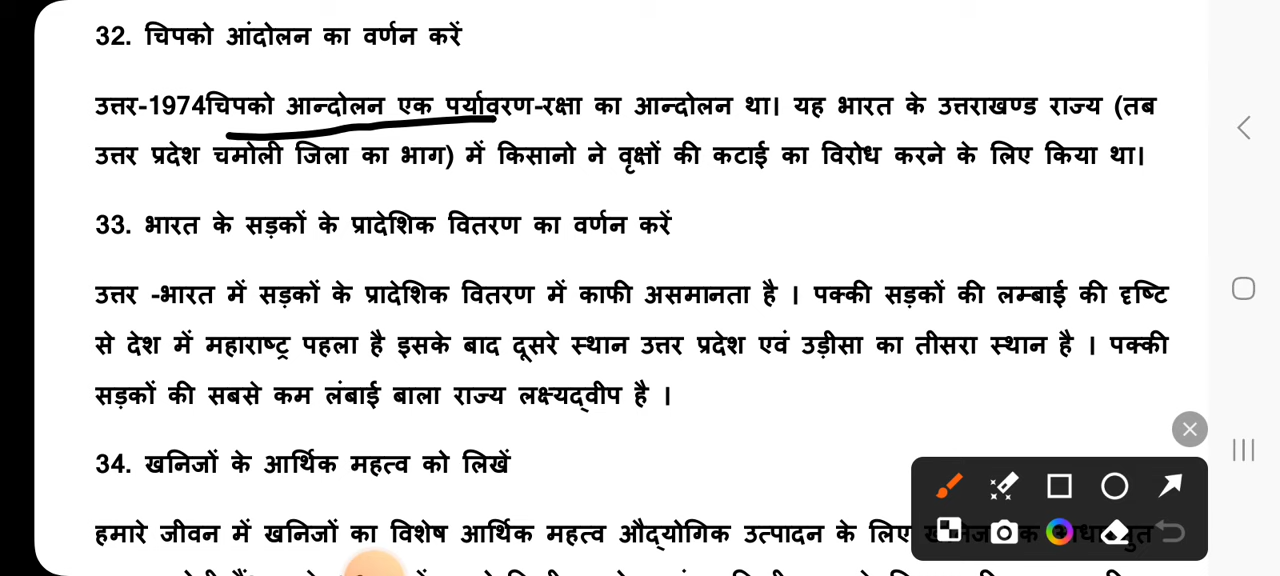 32. चिपको आंदोलन का वर्णन करें
उत्तर-1974चिपको आन्दोलन एक पर्यावरण-रक्षा का आन्दोलन था। यह भारत के उत्तराखण्ड राज्य (तब
उत्तर प्रदेश चमोली जिला का भाग) में किसानो ने वृक्षों की कटाई का विरोध करने के लिए किया था।
33. भारत के सड़कों के प्रादेशिक वितरण का वर्णन करें
उत्तर -भारत में सड़कों के प्रादेशिक वितरण में काफी असमानता है । पक्की सड़कों की लम्बाई की दृष्टि
से देश में महाराष्ट्र पहला है इसके बाद दूसरे स्थान उत्तर प्रदेश एवं उड़ीसा का तीसरा स्थान है । पक्की
सड़कों की सबसे कम लंबाई बाला राज्य लक्ष्यद्वीप है ।
34. खनिजों के आर्थिक महत्व को लिखें
हमारे जीवन में खनिजों का विशेष आर्थिक महत्व औद्योगिक उत्पादन के लिए